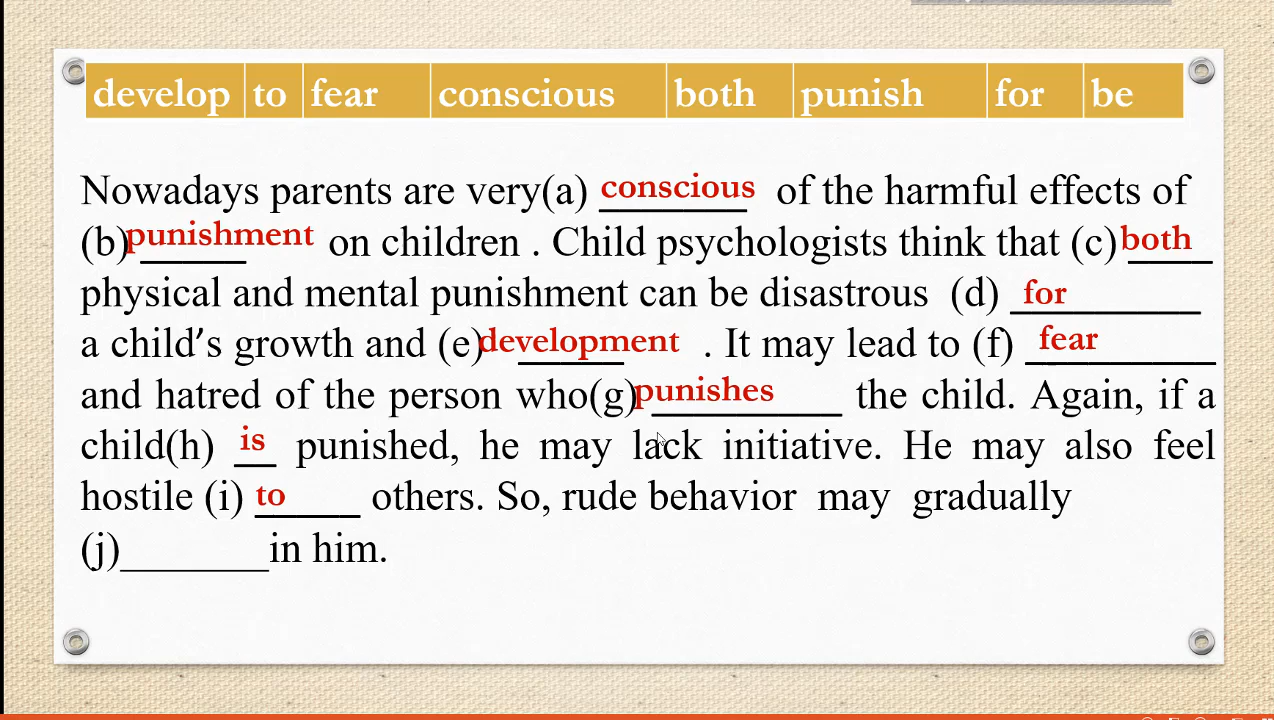 develop to fear conscious both punish for be
Nowadays parents are very(a) conscious of the harmful effects of
(b) punishment on children . Child psychologists think that (c) both
physical and mental punishment can be disastrous (d) for
a child's growth and (e) development . It may lead to (f) fear
and hatred of the person who(g) punishes the child. Again, if a
child(h) is punished, he may lack initiative. He may also feel
hostile (i) to others. So, rude behavior may gradually
(j)_______in him.